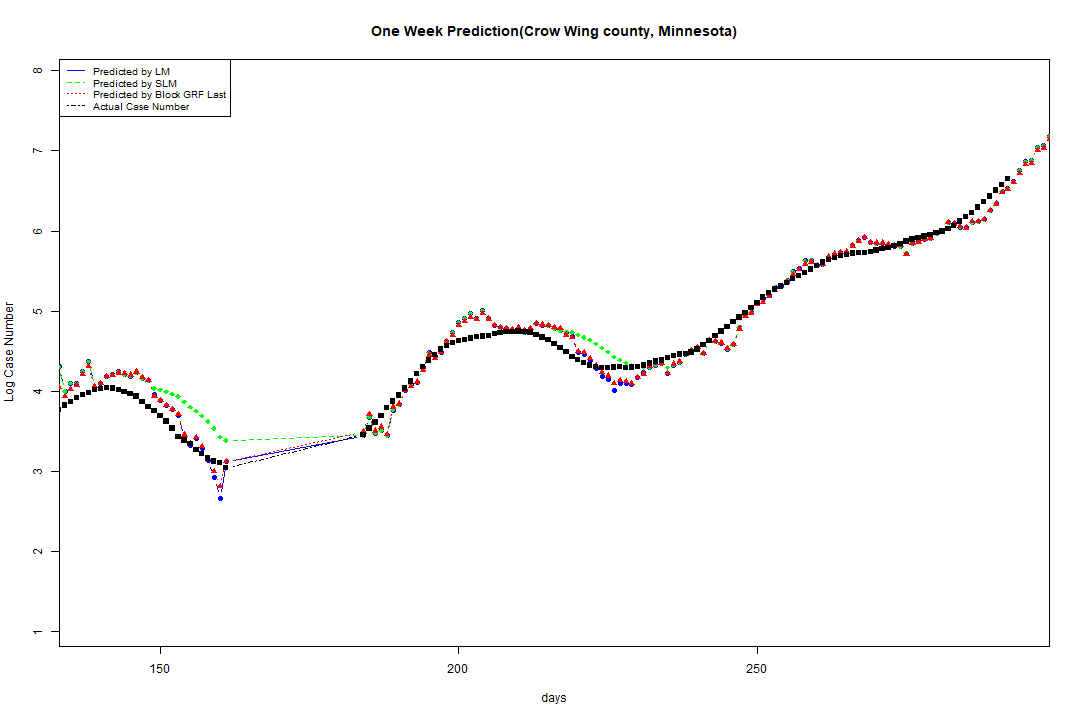 One Week Prediction(Crow Wing county, Minnesota)
Predicted by LM
Predicted by SLM
Predicted by Block GRF Last
Actual Case Number
Log Case Number
8
7
6
5
4
3
2
1
150 200 250
days